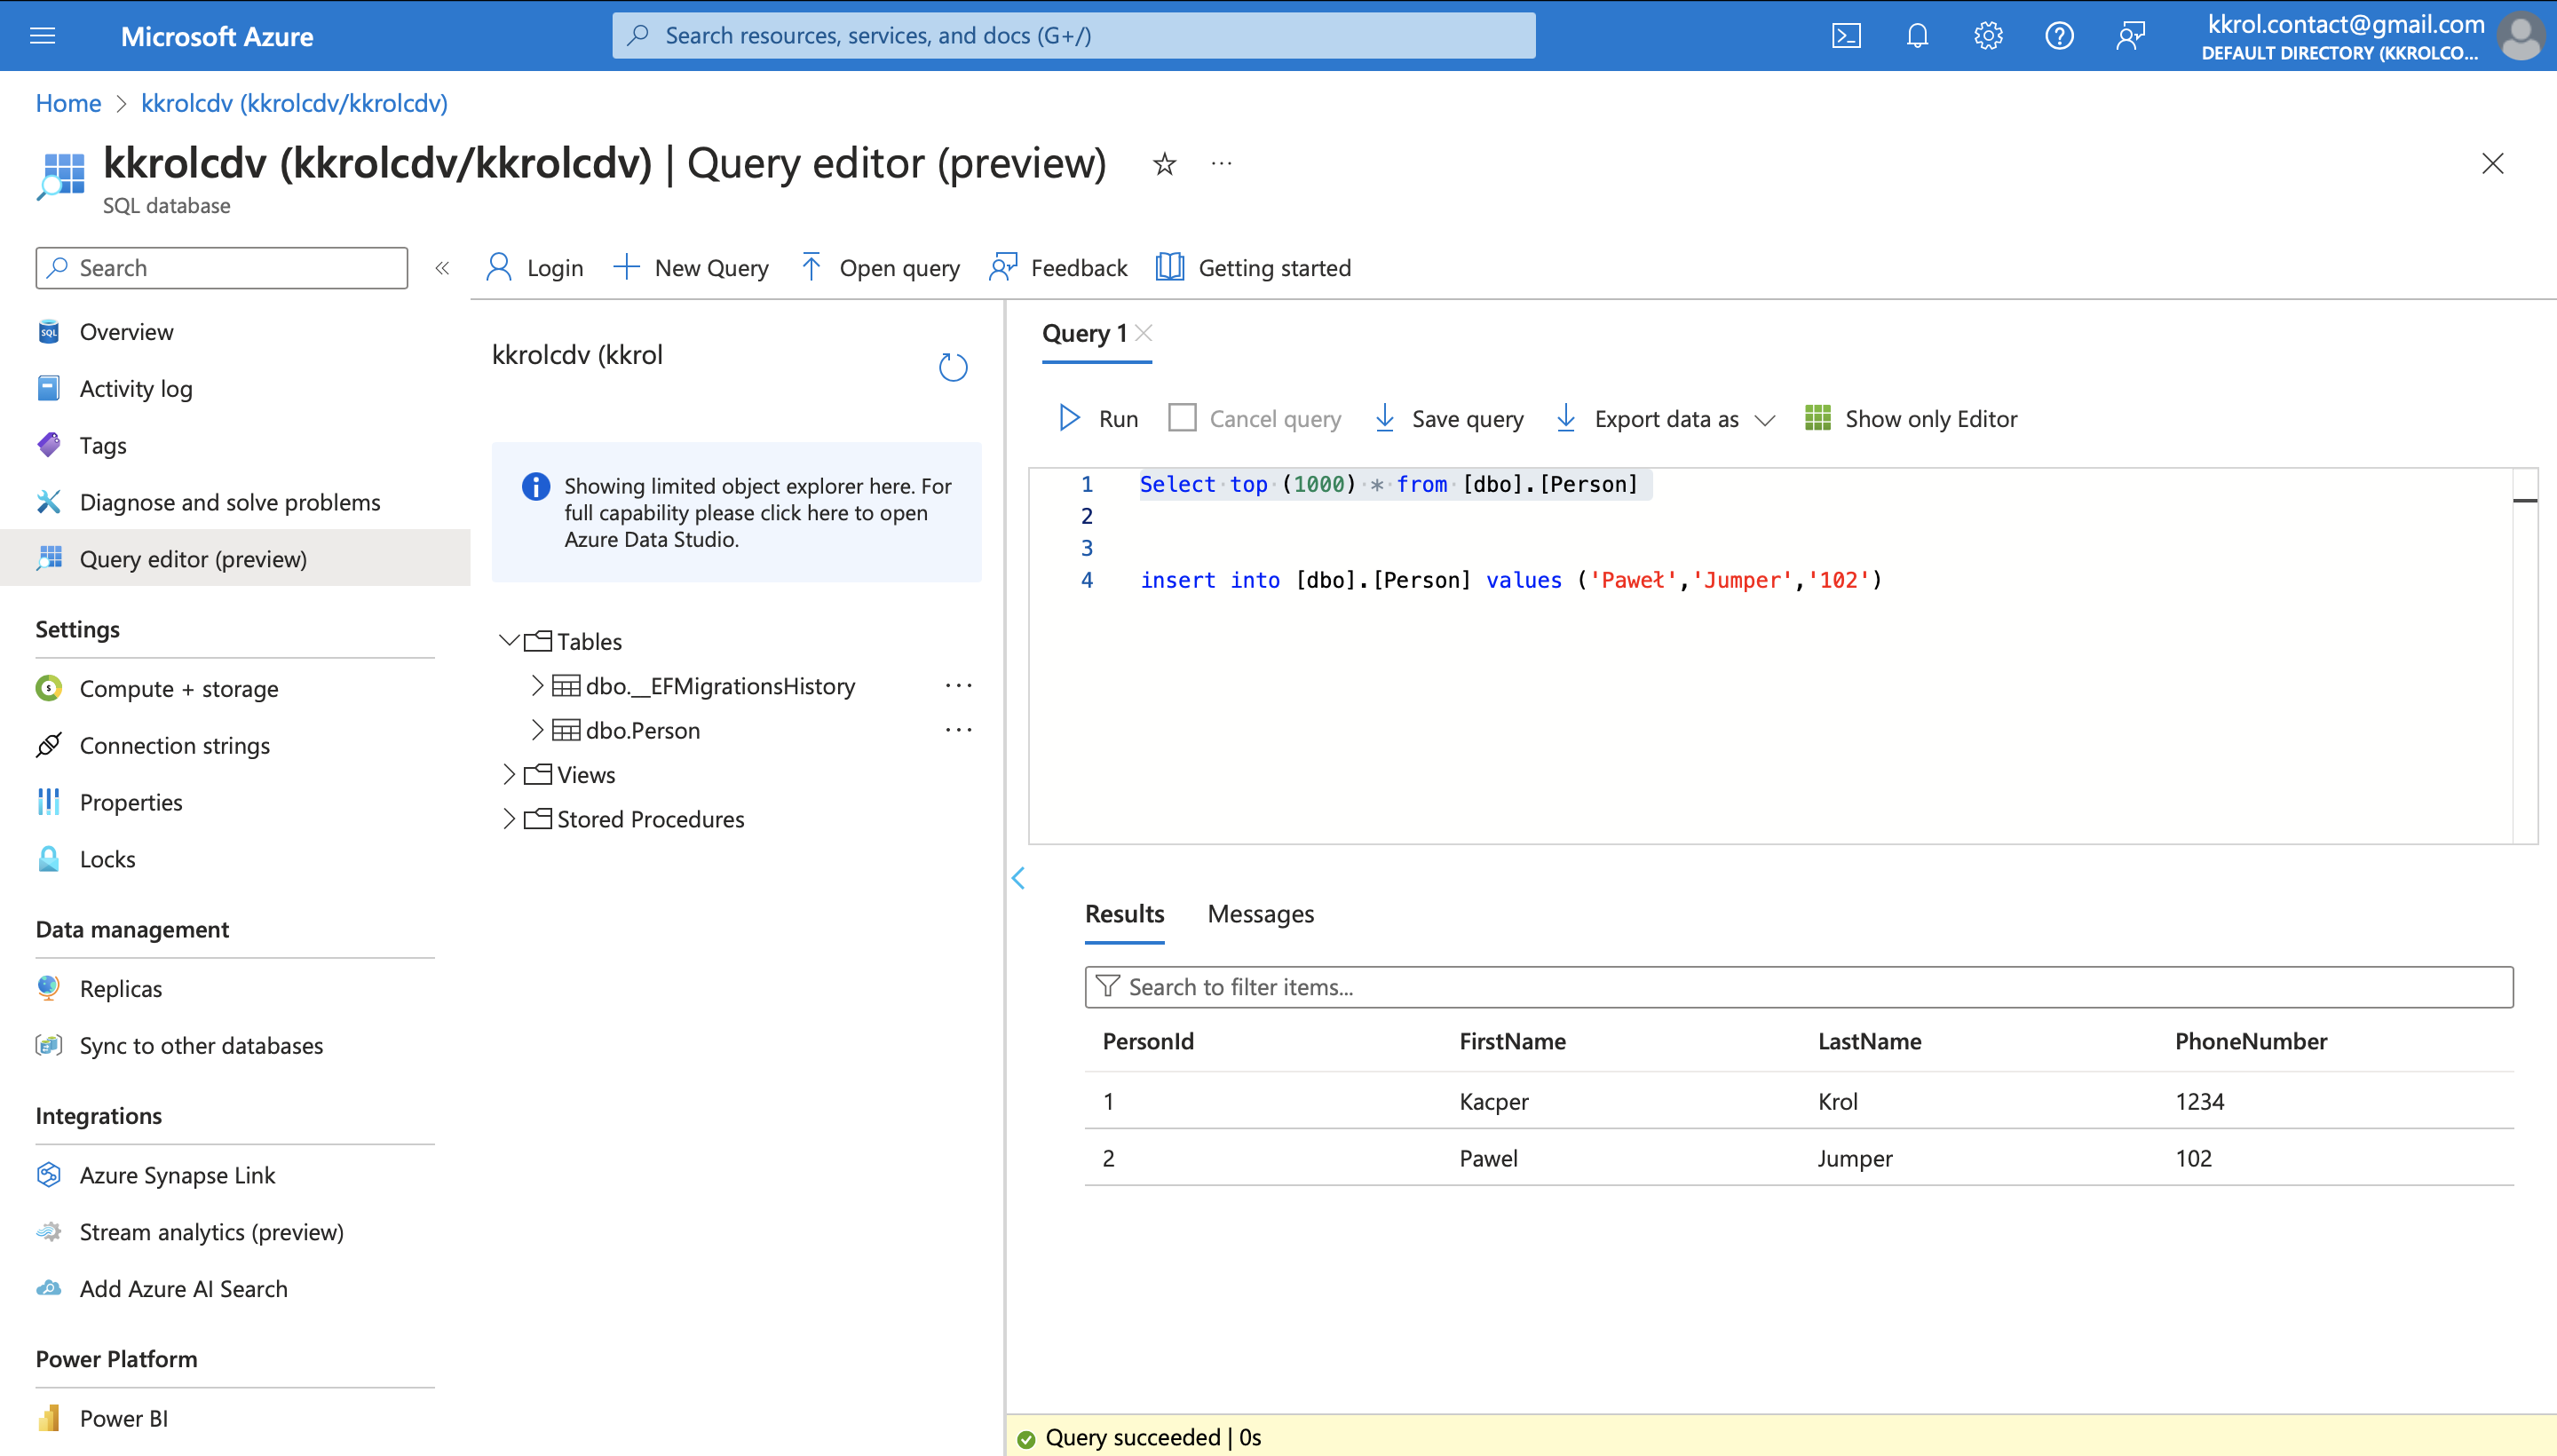 Microsoft Azure
Search resources, services, and docs (G+/)
kkrol.contact@gmail.com
DEFAULT DIRECTORY (KKROLCO...
Home > kkrolcdv (kkrolcdv/kkrolcdv)
kkrolcdv (kkrolcdv/kkrolcdv) | Query editor (preview)
SQL database
Search
Login
New Query
Open query
Feedback
Getting started
Overview
Activity log
Tags
Diagnose and solve problems
Query editor (preview)
Settings
Compute + storage
Connection strings
Properties
Locks
Data management
Replicas
Sync to other databases
Integrations
Azure Synapse Link
Stream analytics (preview)
Add Azure AI Search
Power Platform
Power BI
kkrolcdv (kkrol
Showing limited object explorer here. For
full capability please click here to open
Azure Data Studio.
Tables
dbo.__EFMigrationsHistory
dbo.Person
Views
Stored Procedures
Query 1
Run
Cancel query
Save query
Export data as
Show only Editor
1 Select top (1000) * from [dbo].[Person]
2
3
4 insert into [dbo].[Person] values ('Paweł','Jumper','102')
Results Messages
Search to filter items...
PersonId FirstName LastName PhoneNumber
1 Kacper Krol 1234
2 Pawel Jumper 102
Query succeeded | 0s